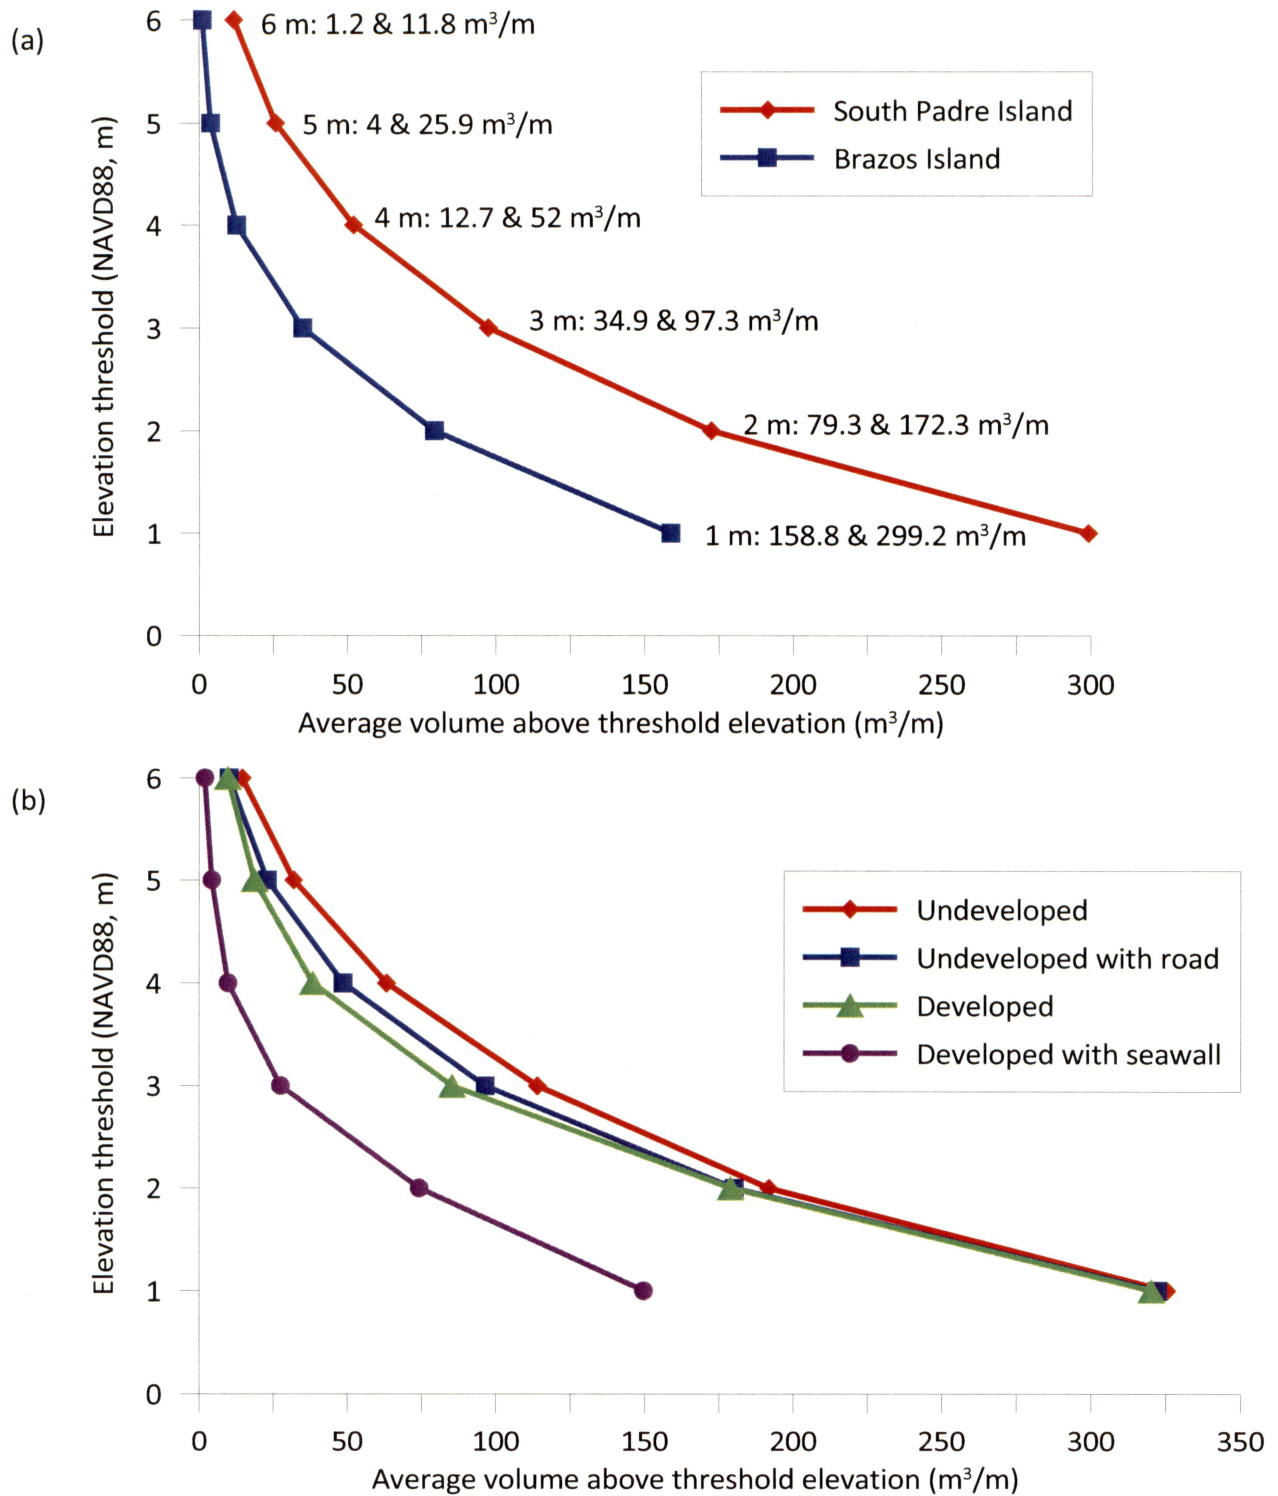 (a)
Elevation threshold (NAVD88, m)
6
5
4
3
2
1
0
6 m: 1.2 & 11.8 m³/m
5 m: 4 & 25.9 m³/m
4 m: 12.7 & 52 m³/m
3 m: 34.9 & 97.3 m³/m
2 m: 79.3 & 172.3 m³/m
1 m: 158.8 & 299.2 m³/m
South Padre Island
Brazos Island
0 50 100 150 200 250 300
Average volume above threshold elevation (m³/m)
(b)
Elevation threshold (NAVD88, m)
6
5
4
3
2
1
0
Undeveloped
Undeveloped with road
Developed
Developed with seawall
0 50 100 150 200 250 300 350
Average volume above threshold elevation (m³/m)